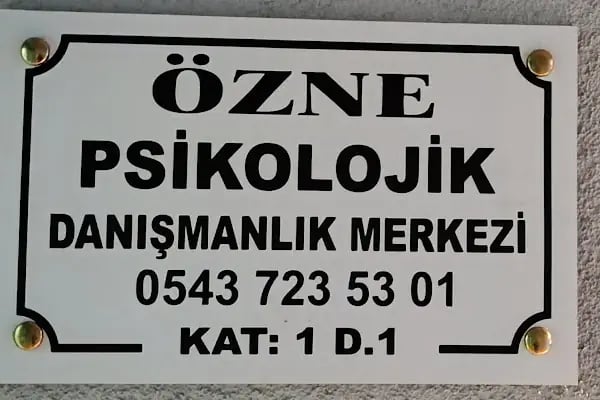 ÖZNE
PSİKOLOJİK
DANIŞMANLIK MERKEZİ
0543 723 53 01
KAT: 1 D.1